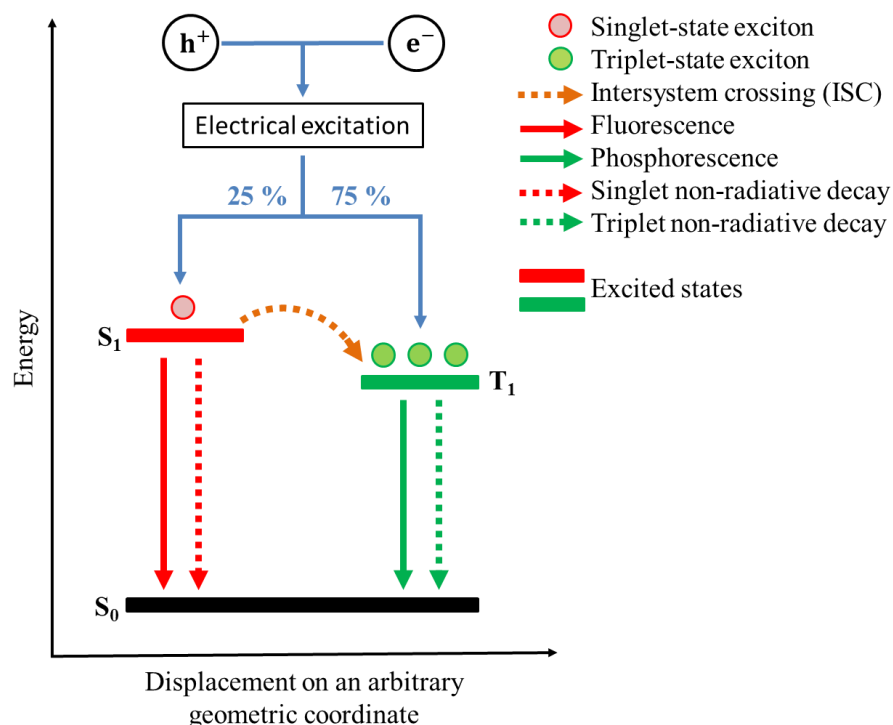 h⁺
e⁻
Electrical excitation
25 %
75 %
S₁
T₁
S₀
Energy
Displacement on an arbitrary
geometric coordinate
Singlet-state exciton
Triplet-state exciton
Intersystem crossing (ISC)
Fluorescence
Phosphorescence
Singlet non-radiative decay
Triplet non-radiative decay
Excited states